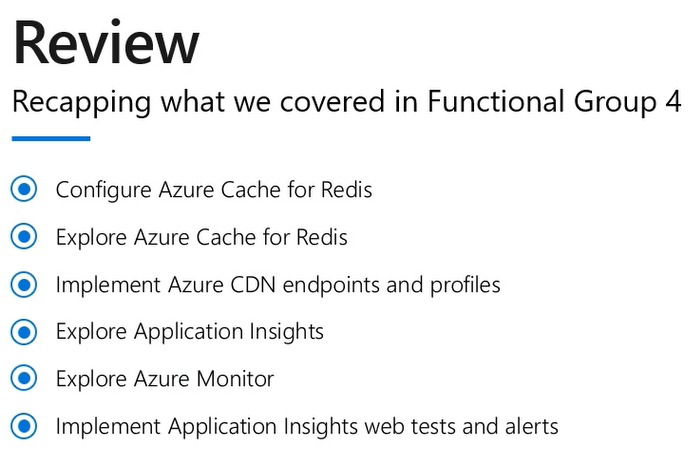 Review
Recapping what we covered in Functional Group 4
Configure Azure Cache for Redis
Explore Azure Cache for Redis
Implement Azure CDN endpoints and profiles
Explore Application Insights
Explore Azure Monitor
Implement Application Insights web tests and alerts